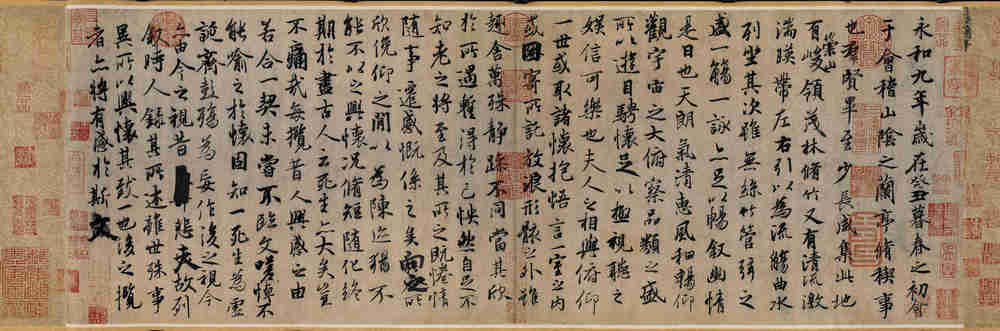 永和九年歲在癸丑暮春之初會
于會稽山陰之蘭亭脩稧事
也羣賢畢至少長咸集此地
有崇山峻領茂林脩竹又有清流激
湍暎帶左右引以為流觴曲水
列坐其次雖無絲竹管弦之
盛一觴一詠亦足以暢敘幽情
是日也天朗氣清惠風和暢仰
觀宇宙之大俯察品類之盛
所以遊目騁懷足以極視聽之
娛信可樂也夫人之相與俯仰
一世或取諸懷抱悟言一室之內
或因寄所託放浪形骸之外雖
趣舍萬殊靜躁不同當其欣
於所遇蹔得於己怏然自足不
知老之將至及其所之既惓情
隨事遷感慨係之矣向之所
欣俛仰之閒以為陳迹猶不
能不以之興懷況脩短隨化終
期於盡古人云死生亦大矣豈
不痛哉每攬昔人興感之由
若合一契未嘗不臨文嗟悼不
能喻之於懷固知一死生為虛
誕齊彭殤為妄作後之視今
亦由今之視昔悲夫故列
敘時人錄其所述雖世殊事
異所以興懷其致一也後之攬
者亦將有感於斯文